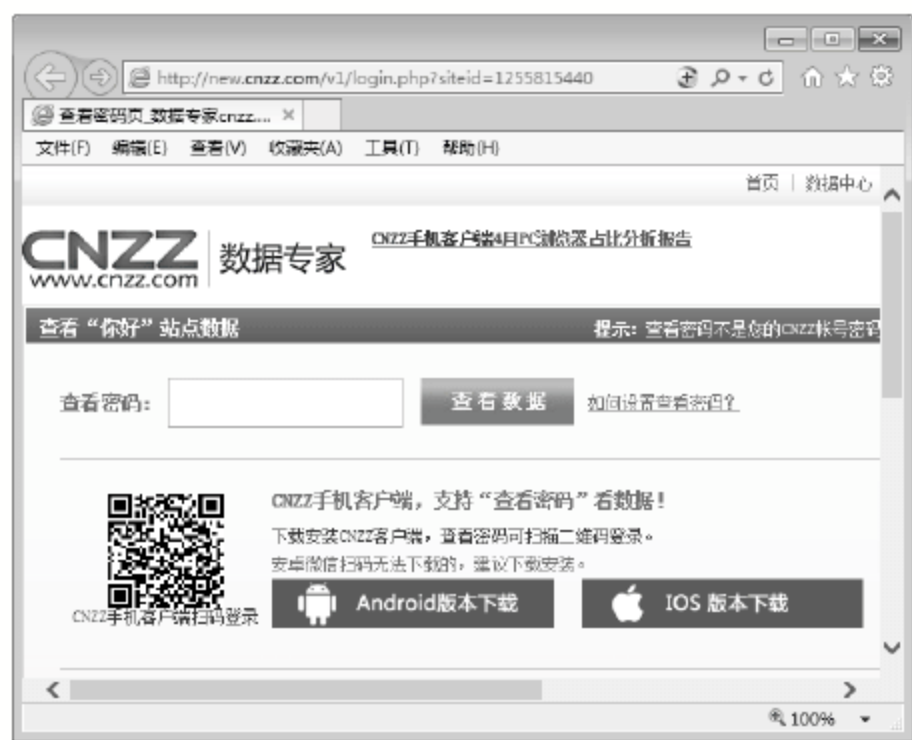 http://new.cnzz.com/v1/login.php?siteid=1255815440
查看密码页_数据专家cnzz.... ×
文件(F) 编辑(E) 查看(V) 收藏夹(A) 工具(T) 帮助(H)
首页 | 数据中心
CNZZ 数据专家
www.cnzz.com
CNZZ手机客户端4月PC浏览器占比分析报告
查看“你好”站点数据 提示: 查看密码不是您的CNZZ帐号密码
查看密码: 查看数据 如何设置查看密码?
CNZZ手机客户端,支持“查看密码”看数据!
下载安装CNZZ客户端,查看密码可扫描二维码登录。
安卓微信扫码无法下载的,建议下载安装。
Android版本下载 IOS 版本下载
CNZZ手机客户端扫码登录
100%